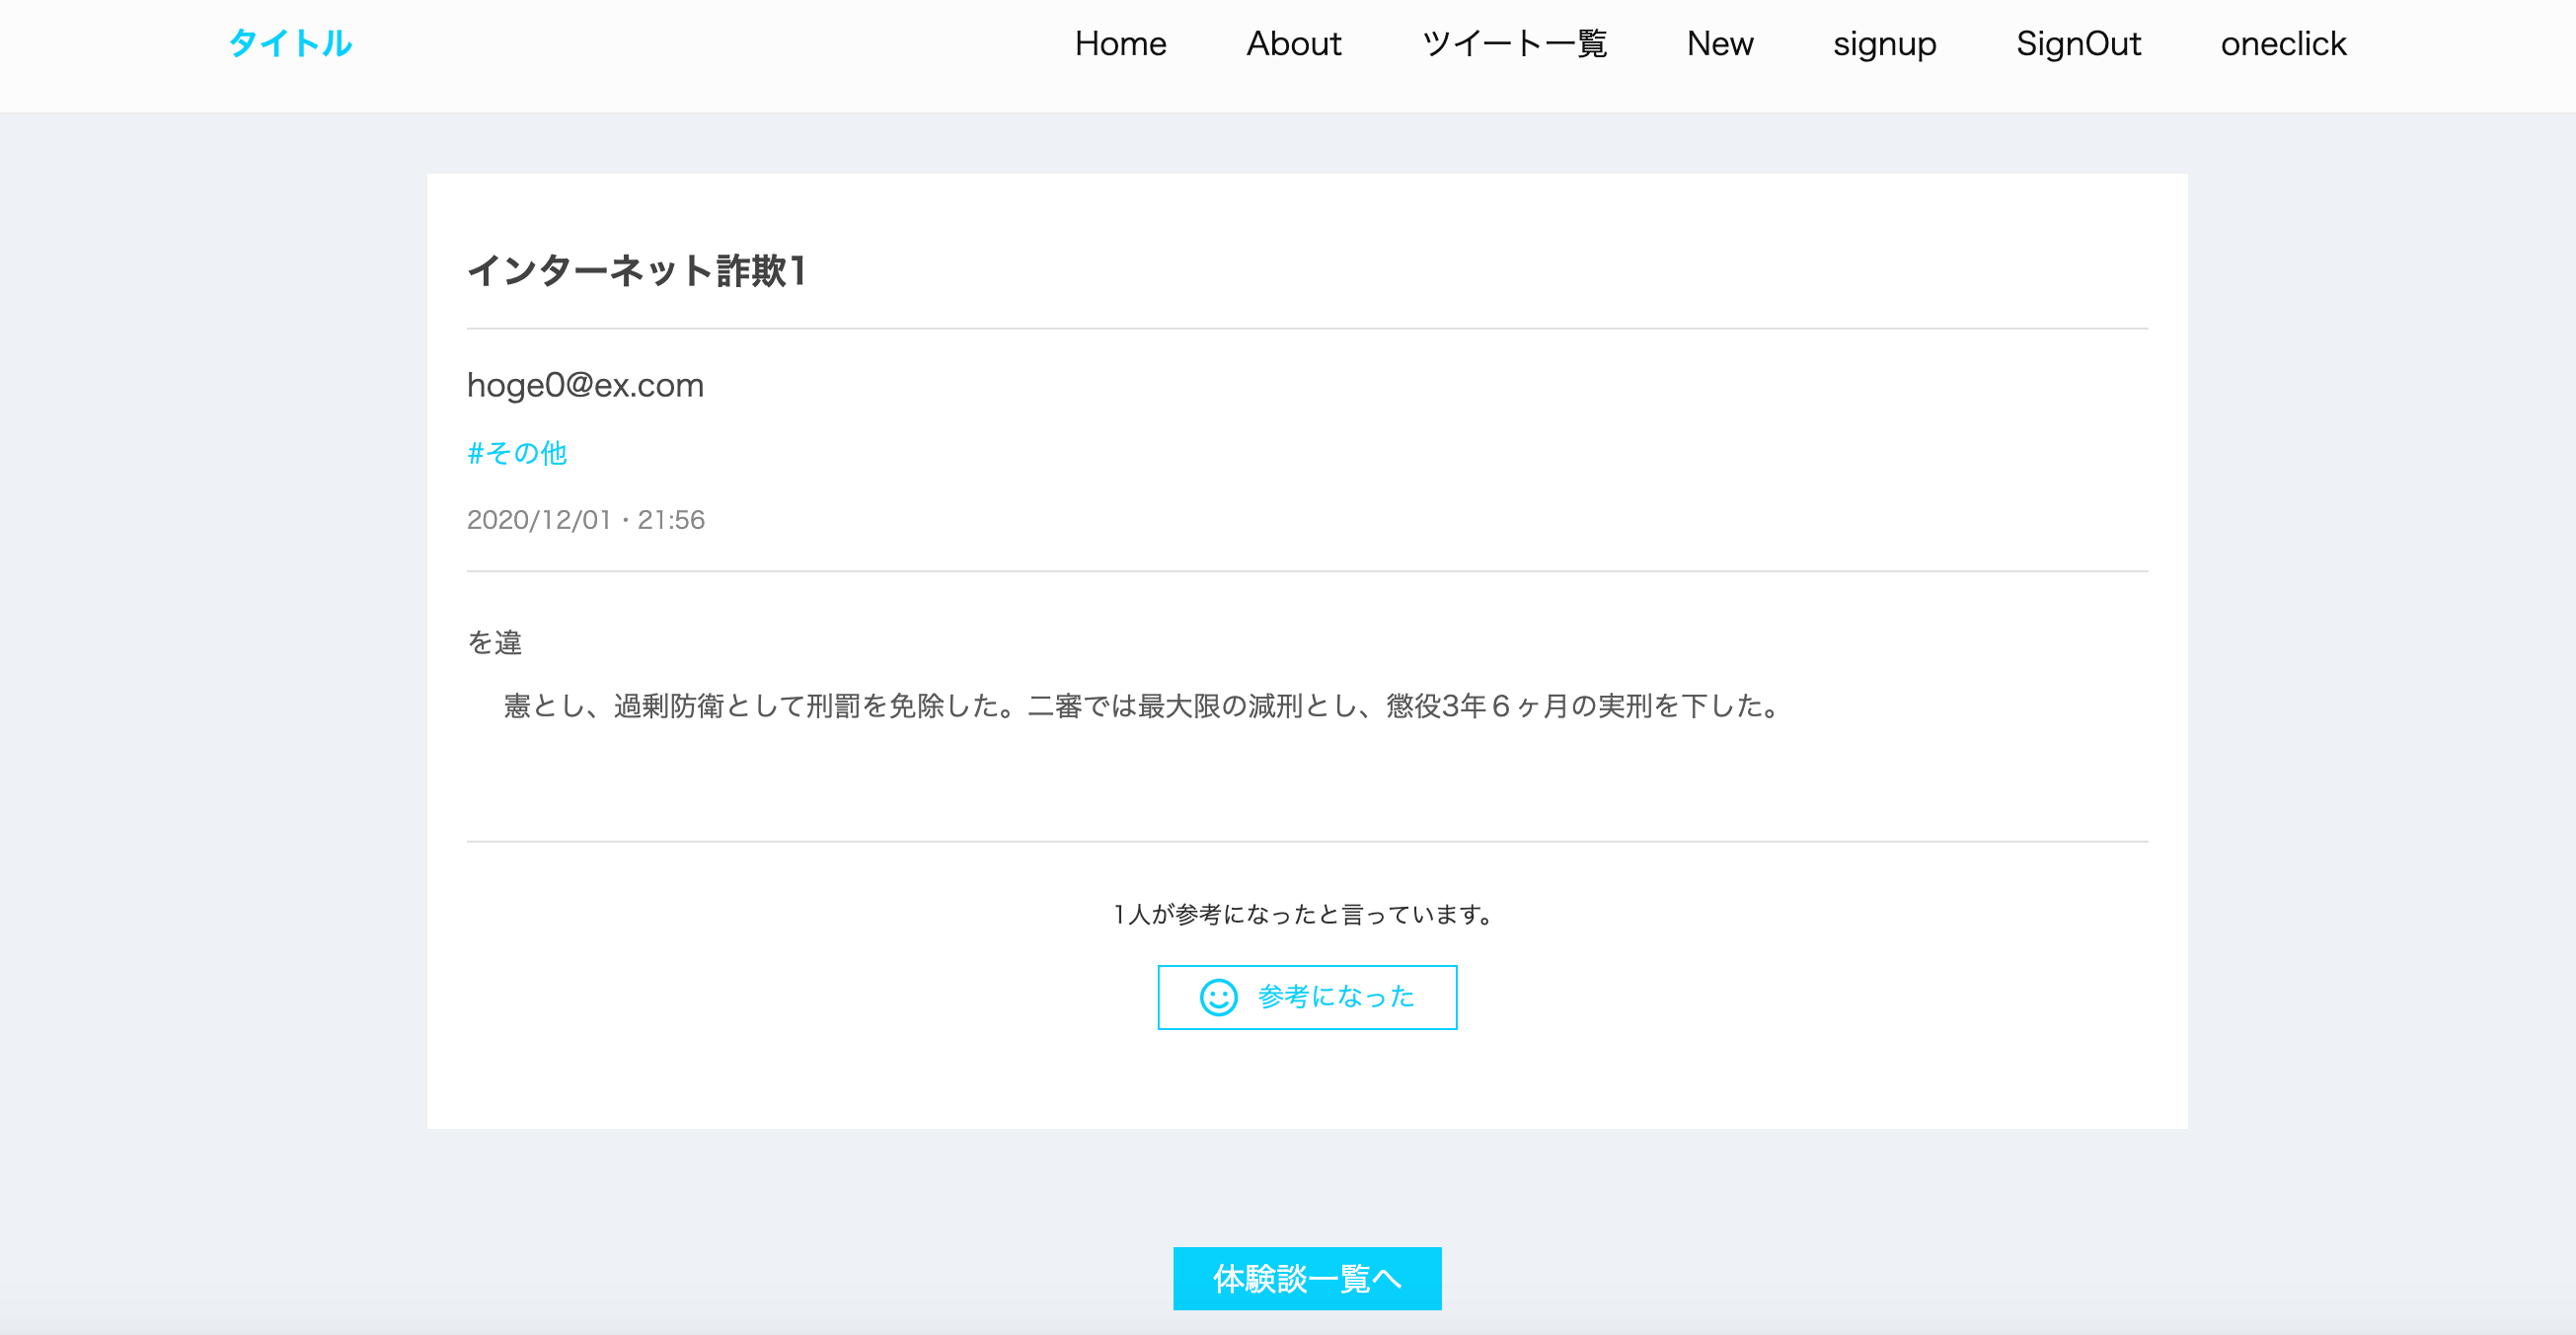 タイトル Home About ツイート一覧 New signup SignOut oneclick
インターネット詐欺1
hoge0@ex.com
#その他
2020/12/01・21:56
を違
憲とし、過剰防衛として刑罰を免除した。二審では最大限の減刑とし、懲役3年６ヶ月の実刑を下した。
1人が参考になったと言っています。
参考になった
体験談一覧へ